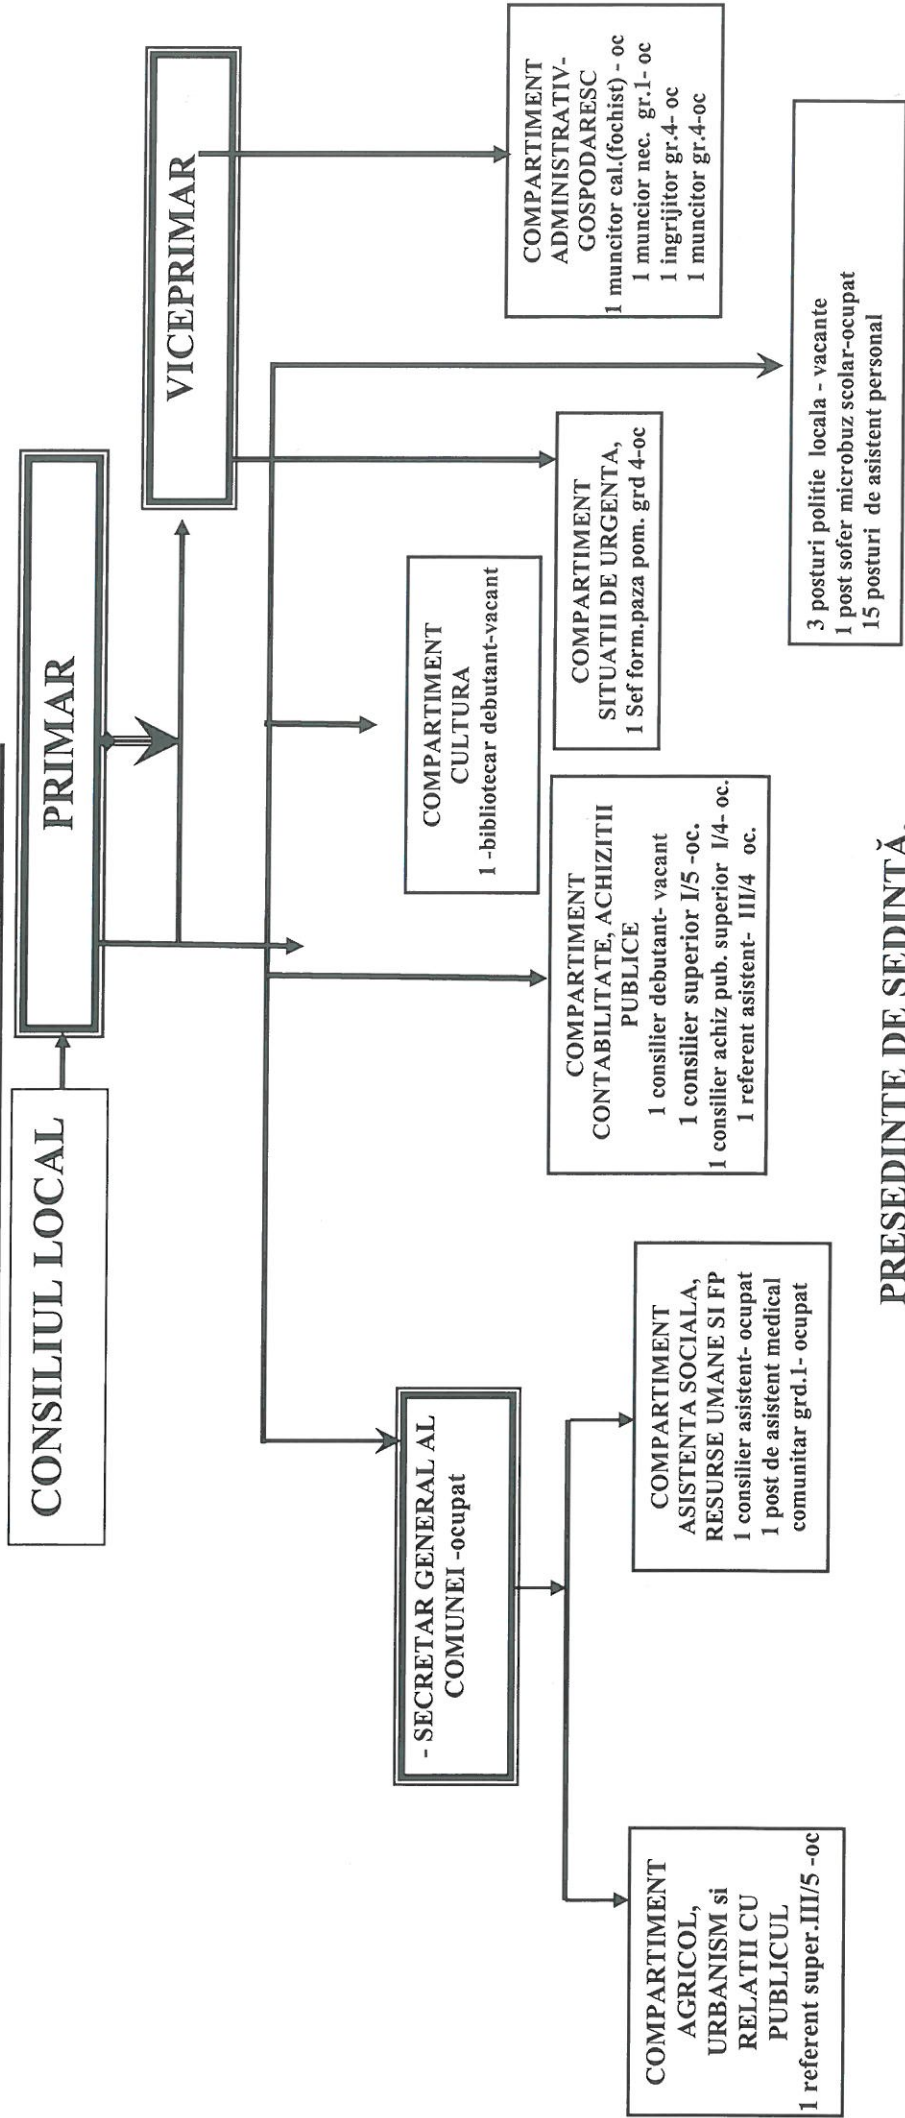 CONSILIUL LOCAL
PRIMAR
VICEPRIMAR
- SECRETAR GENERAL AL
COMUNEI -ocupat
COMPARTIMENT
AGRICOL,
URBANISM si
RELATII CU
PUBLICUL
1 referent super.III/5 -oc
COMPARTIMENT
ASISTENTA SOCIALA,
RESURSE UMANE SI FP
1 consilier asistent- ocupat
1 post de asistent medical
comunitar grd.1- ocupat
COMPARTIMENT
CONTABILITATE, ACHIZITII
PUBLICE
1 consilier debutant- vacant
1 consilier superior I/5 -oc.
1 consilier achiz pub. superior I/4- oc.
1 referent asistent- III/4 oc.
COMPARTIMENT
CULTURA
1 -bibliotecar debutant-vacant
COMPARTIMENT
SITUATII DE URGENTA,
1 Sef form.paza pom. grd 4-oc
COMPARTIMENT
ADMINISTRATIV-
GOSPODARESC
1 muncitor cal.(fochist) - oc
1 muncior nec. gr.1- oc
1 ingrijitor gr.4- oc
1 muncitor gr.4-oc
3 posturi politie locala - vacante
1 post sofer microbuz scolar-ocupat
15 posturi de asistent personal
PRESEDINTE DE SEDINTĂ,